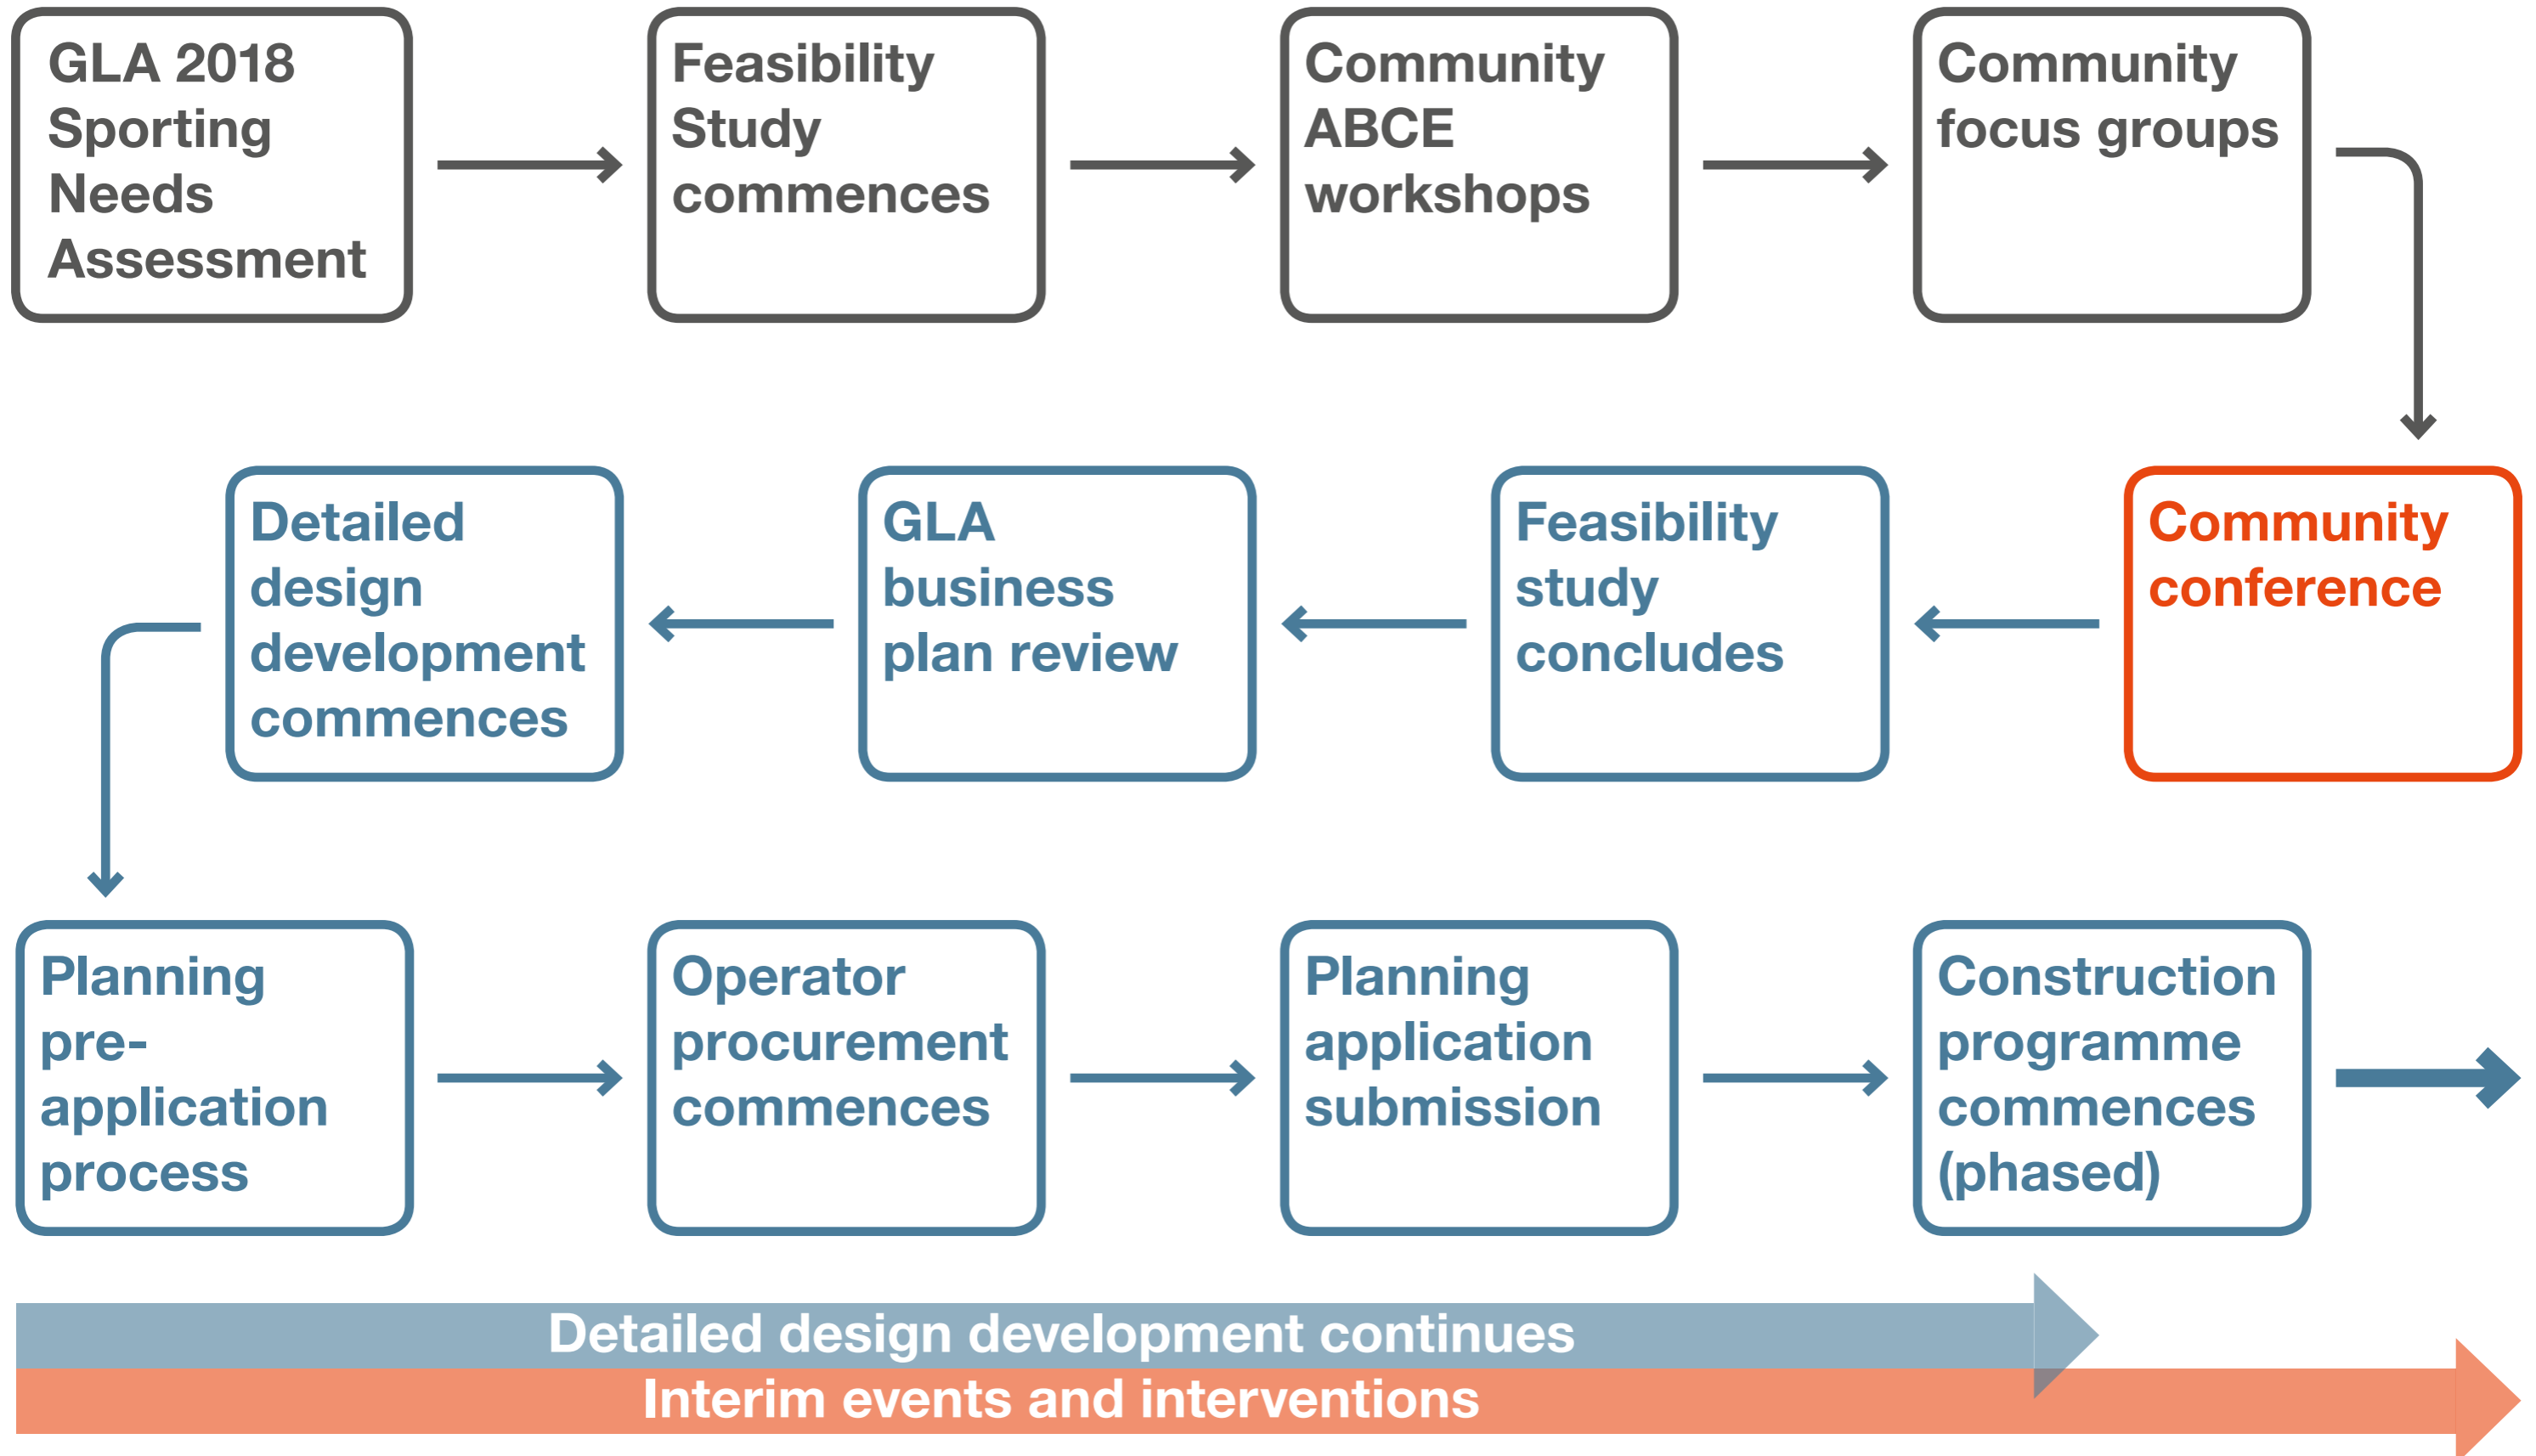 GLA 2018
Sporting
Needs
Assessment
Feasibility
Study
commences
Community
ABCE
workshops
Community
focus groups
Community
conference
Feasibility
study
concludes
GLA
business
plan review
Detailed
design
development
commences
Planning
pre-
application
process
Operator
procurement
commences
Planning
application
submission
Construction
programme
commences
(phased)
Detailed design development continues
Interim events and interventions